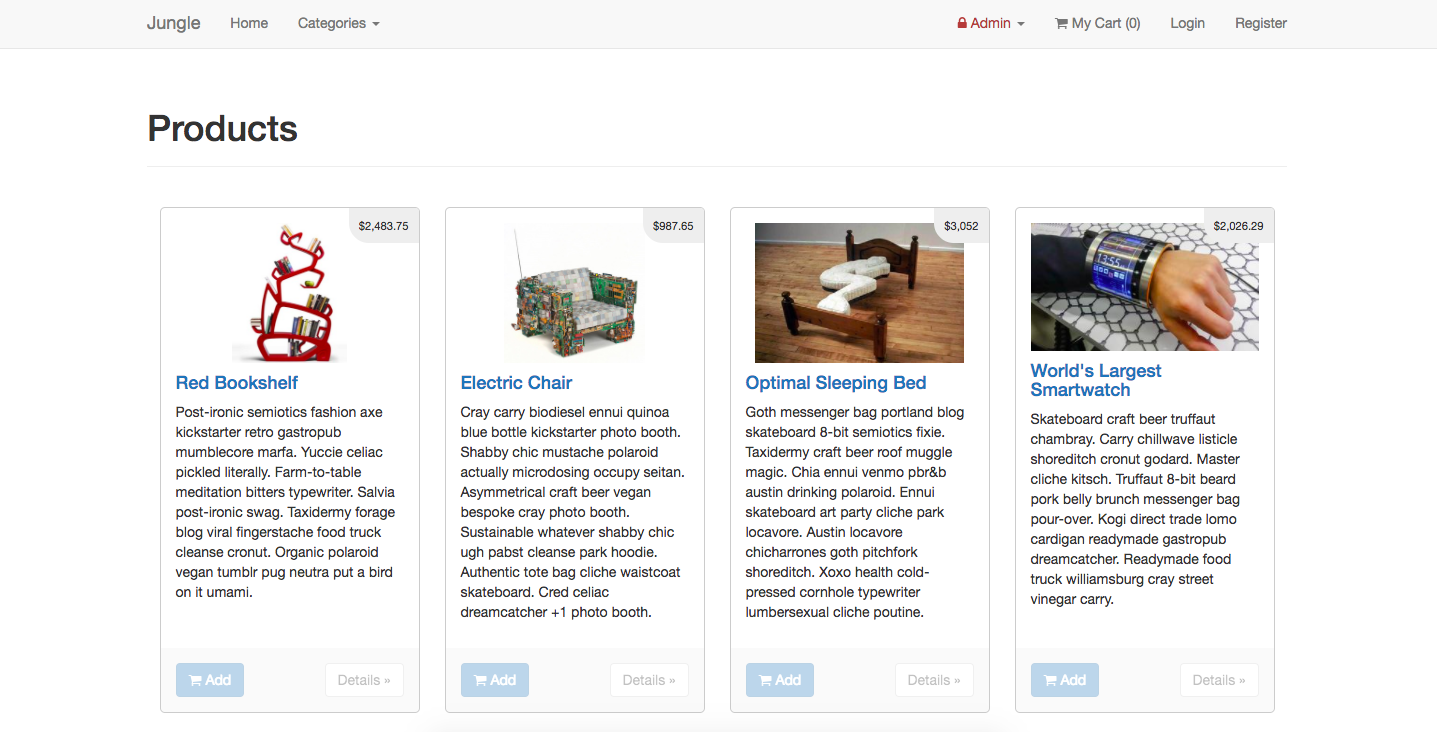 Jungle Home Categories Admin My Cart (0) Login Register
Products
$2,483.75
Red Bookshelf
Post-ironic semiotics fashion axe
kickstarter retro gastropub
mumblecore marfa. Yuccie celiac
pickled literally. Farm-to-table
meditation bitters typewriter. Salvia
post-ironic swag. Taxidermy forage
blog viral fingerstache food truck
cleanse cronut. Organic polaroid
vegan tumblr pug neutra put a bird
on it umami.
Add Details »
$987.65
Electric Chair
Cray carry biodiesel ennui quinoa
blue bottle kickstarter photo booth.
Shabby chic mustache polaroid
actually microdosing occupy seitan.
Asymmetrical craft beer vegan
bespoke cray photo booth.
Sustainable whatever shabby chic
ugh pabst cleanse park hoodie.
Authentic tote bag cliche waistcoat
skateboard. Cred celiac
dreamcatcher +1 photo booth.
Add Details »
$3,052
Optimal Sleeping Bed
Goth messenger bag portland blog
skateboard 8-bit semiotics fixie.
Taxidermy craft beer roof muggle
magic. Chia ennui venmo pbr&b
austin drinking polaroid. Ennui
skateboard art party cliche park
locavore. Austin locavore
chicharrones goth pitchfork
shoreditch. Xoxo health cold-
pressed cornhole typewriter
lumbersexual cliche poutine.
Add Details »
$2,026.29
13:55
World's Largest
Smartwatch
Skateboard craft beer truffaut
chambray. Carry chillwave listicle
shoreditch cronut godard. Master
cliche kitsch. Truffaut 8-bit beard
pork belly brunch messenger bag
pour-over. Kogi direct trade lomo
cardigan readymade gastropub
dreamcatcher. Readymade food
truck williamsburg cray street
vinegar carry.
Add Details »